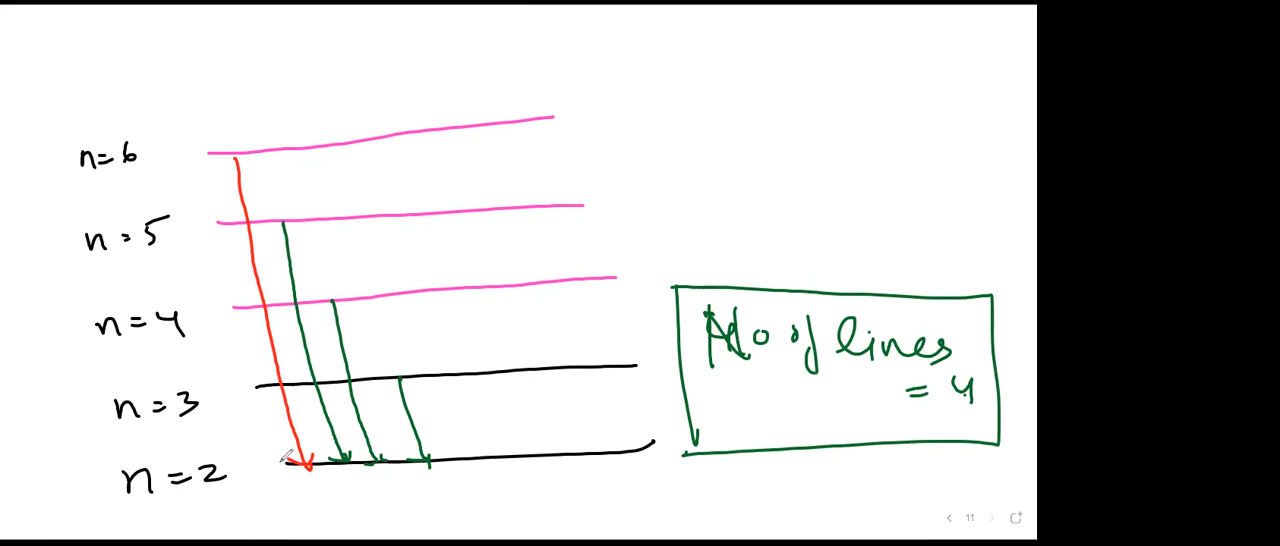 n=6
n=5
n=4
n=3
n=2
No of lines
= 4
11